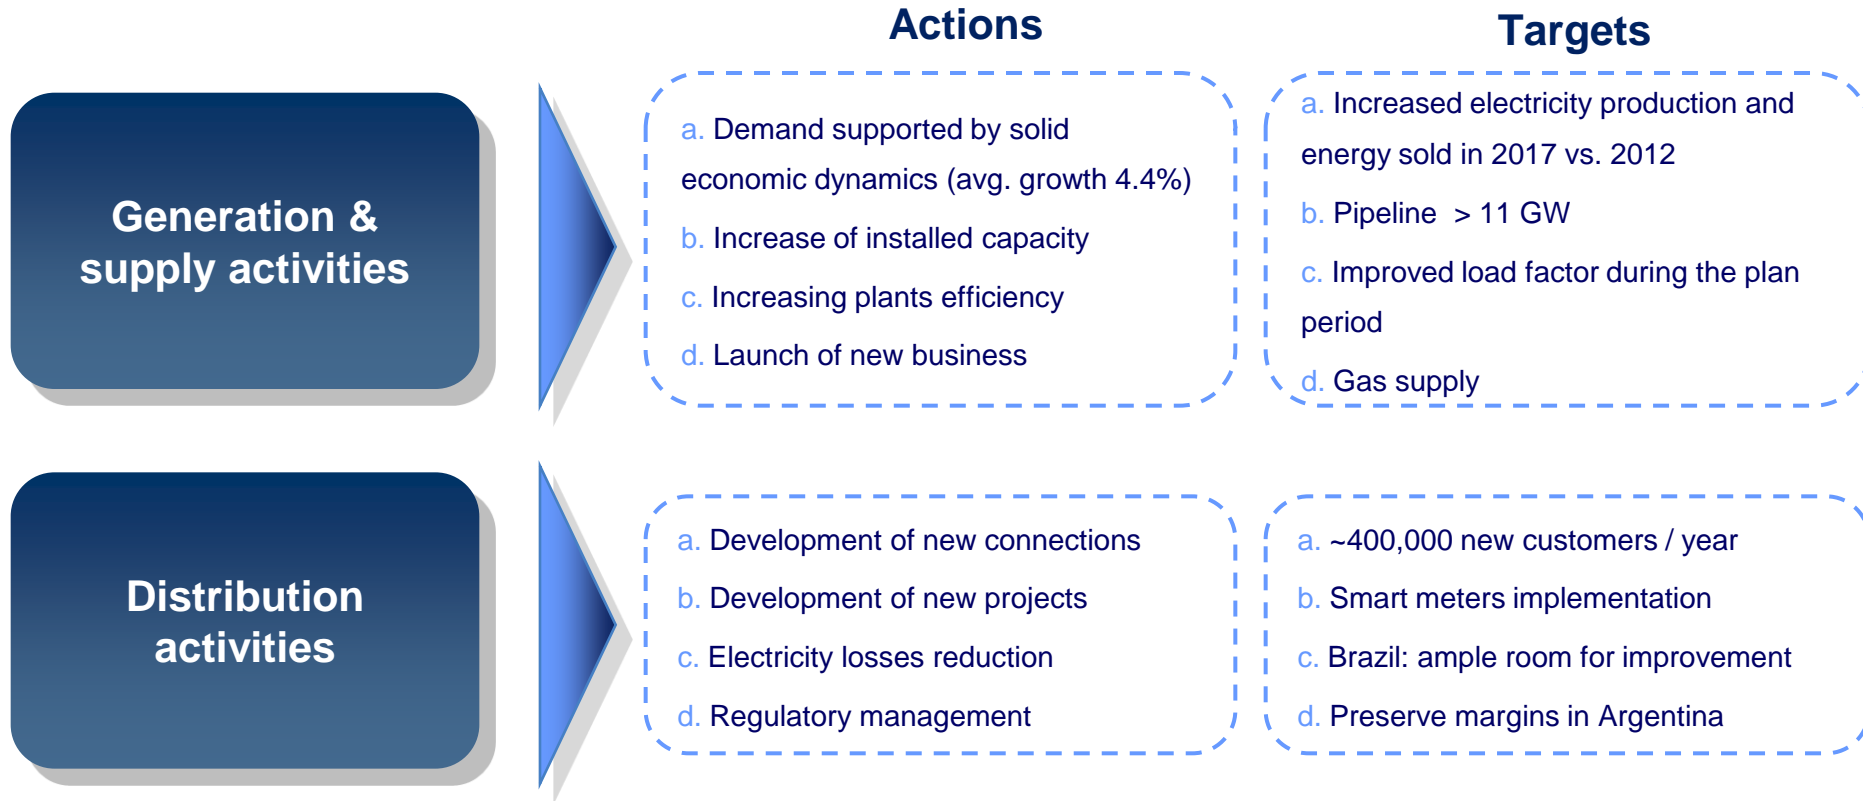 Actions
Targets
Generation &
supply activities
a. Demand supported by solid
economic dynamics (avg. growth 4.4%)
b. Increase of installed capacity
c. Increasing plants efficiency
d. Launch of new business
a. Increased electricity production and
energy sold in 2017 vs. 2012
b. Pipeline > 11 GW
c. Improved load factor during the plan
period
d. Gas supply
Distribution
activities
a. Development of new connections
b. Development of new projects
c. Electricity losses reduction
d. Regulatory management
a. ~400,000 new customers / year
b. Smart meters implementation
c. Brazil: ample room for improvement
d. Preserve margins in Argentina